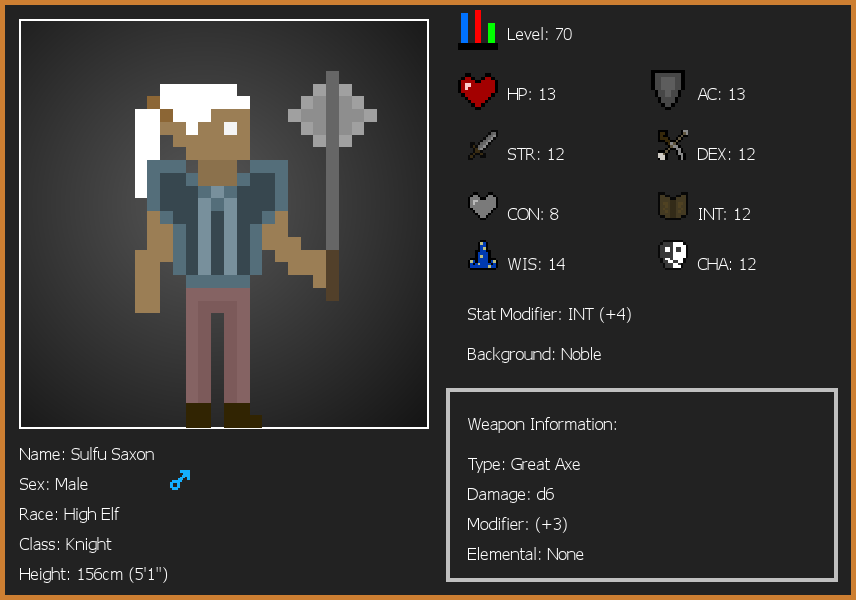 Level: 70
HP: 13
AC: 13
STR: 12
DEX: 12
CON: 8
INT: 12
WIS: 14
CHA: 12
Stat Modifier: INT (+4)
Background: Noble
Weapon Information:
Type: Great Axe
Damage: d6
Modifier: (+3)
Elemental: None
Name: Sulfu Saxon
Sex: Male
Race: High Elf
Class: Knight
Height: 156cm (5'1")